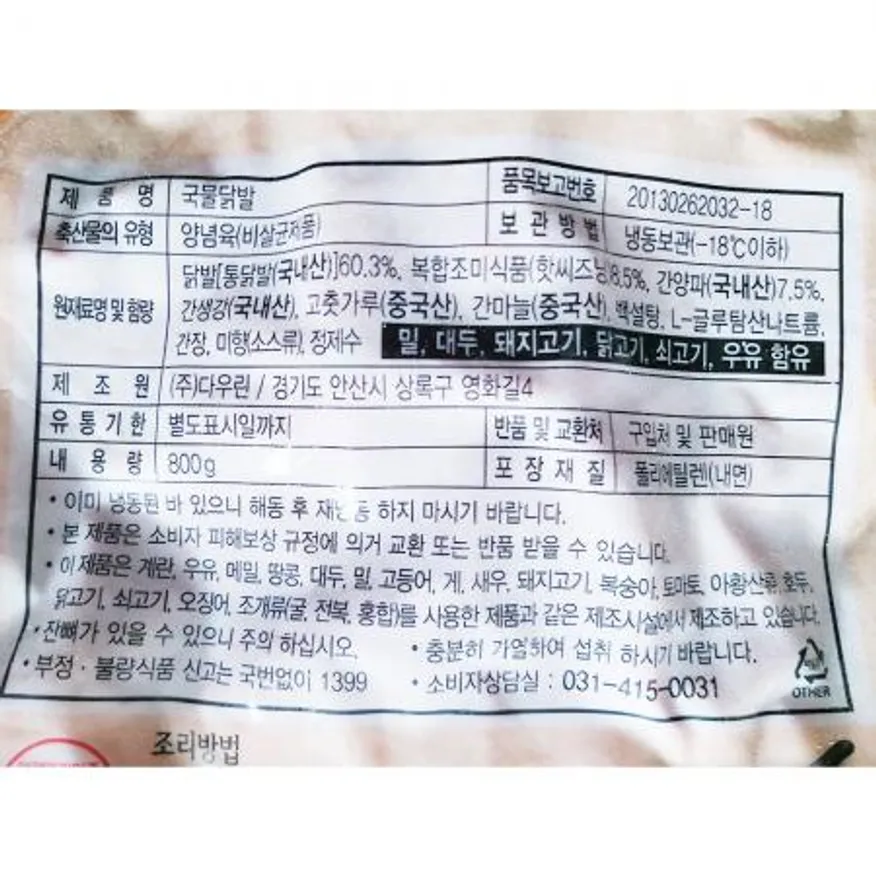 제 품 명 국물닭발 품목보고번호 20130262032-18
축산물의 유형 양념육(비살균제품) 보 관 방 법 냉동보관(-18℃이하)
원재료명 및 함량 닭발[통닭발(국내산)]60.3%, 복합조미식품(핫씨즈닝)8.5%, 간양파(국내산)7.5%,
간생강(국내산), 고춧가루(중국산), 간마늘(중국산), 백설탕, L-글루탐산나트륨,
간장, 미향(소스류), 정제수 밀, 대두, 돼지고기, 닭고기, 쇠고기, 우유 함유
제 조 원 (주)다우린 / 경기도 안산시 상록구 영화길4
유 통 기 한 별도표시일까지 반품 및 교환처 구입처 및 판매원
내 용 량 800g 포 장 재 질 폴리에틸렌(내면)
• 이미 냉동된 바 있으니 해동 후 재냉동 하지 마시기 바랍니다.
• 본 제품은 소비자 피해보상 규정에 의거 교환 또는 반품 받을 수 있습니다.
• 이 제품은 계란, 우유, 메밀, 땅콩, 대두, 밀, 고등어, 게, 새우, 돼지고기, 복숭아, 토마토, 아황산류, 호두,
닭고기, 쇠고기, 오징어, 조개류(굴, 전복, 홍합)를 사용한 제품과 같은 제조시설에서 제조하고 있습니다.
• 잔뼈가 있을 수 있으니 주의 하십시오. • 충분히 가열하여 섭취 하시기 바랍니다.
• 부정 · 불량식품 신고는 국번없이 1399 • 소비자상담실 : 031-415-0031
OTHER
조리방법